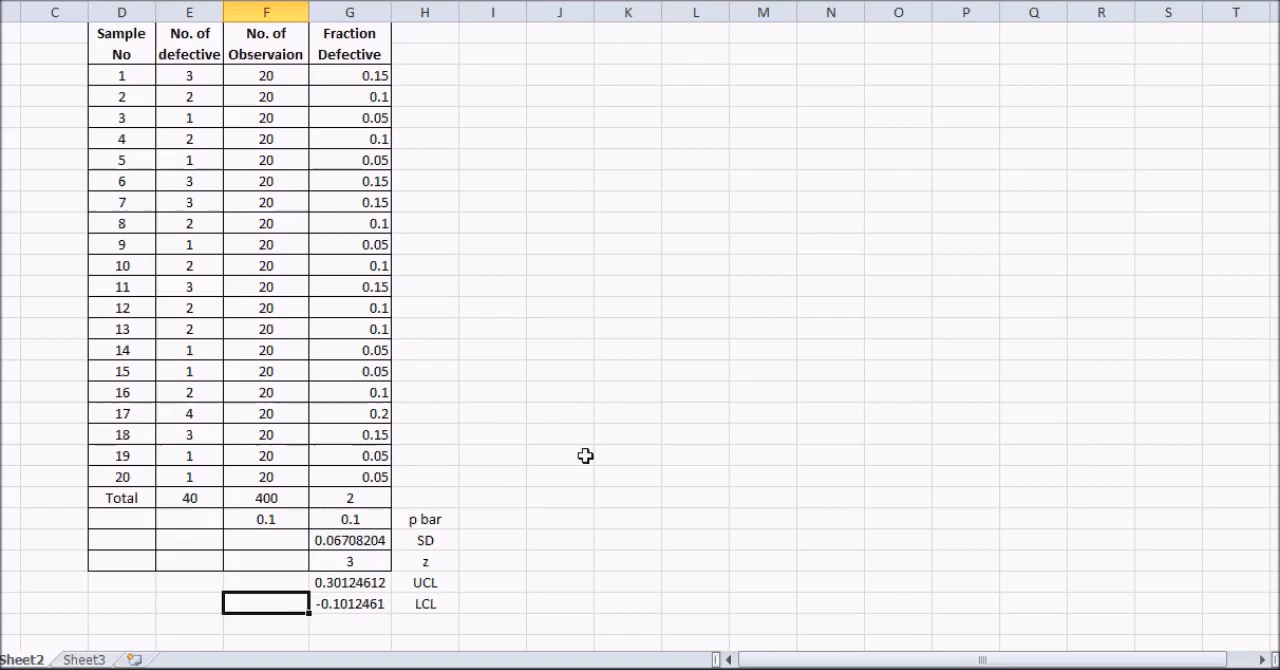 C D E F G H I J K L M N O P Q R S T
Sample No. of No. of Fraction
No defective Observaion Defective
1 3 20 0.15
2 2 20 0.1
3 1 20 0.05
4 2 20 0.1
5 1 20 0.05
6 3 20 0.15
7 3 20 0.15
8 2 20 0.1
9 1 20 0.05
10 2 20 0.1
11 3 20 0.15
12 2 20 0.1
13 2 20 0.1
14 1 20 0.05
15 1 20 0.05
16 2 20 0.1
17 4 20 0.2
18 3 20 0.15
19 1 20 0.05
20 1 20 0.05
Total 40 400 2
0.1 0.1 p bar
0.06708204 SD
3 z
0.30124612 UCL
-0.1012461 LCL
Sheet2 Sheet3